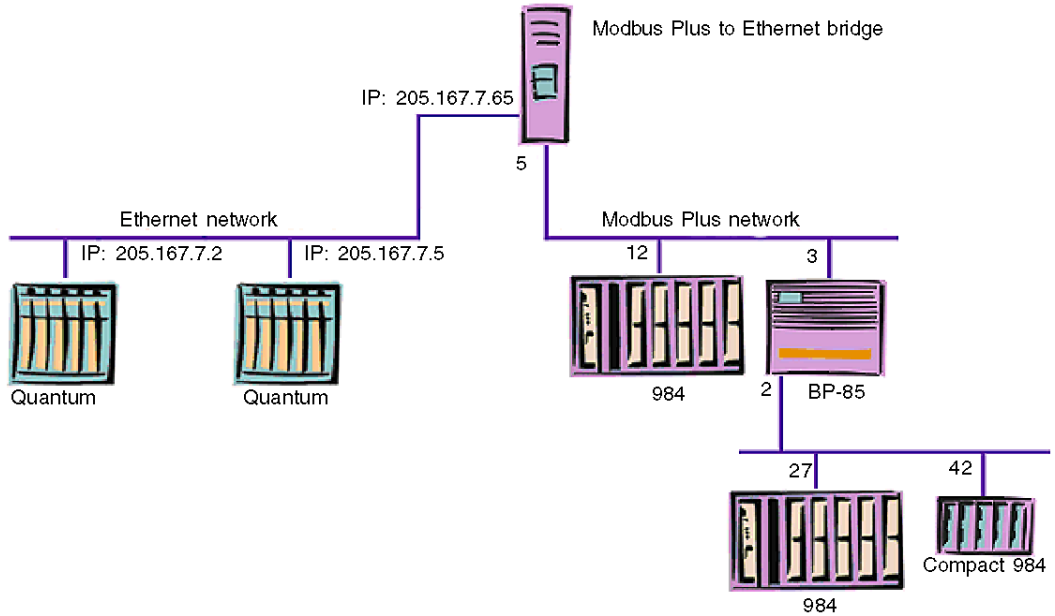 Modbus Plus to Ethernet bridge
IP: 205.167.7.65
5
Ethernet network
Modbus Plus network
IP: 205.167.7.2
IP: 205.167.7.5
12
3
Quantum
Quantum
984
2
BP-85
27
42
Compact 984
984